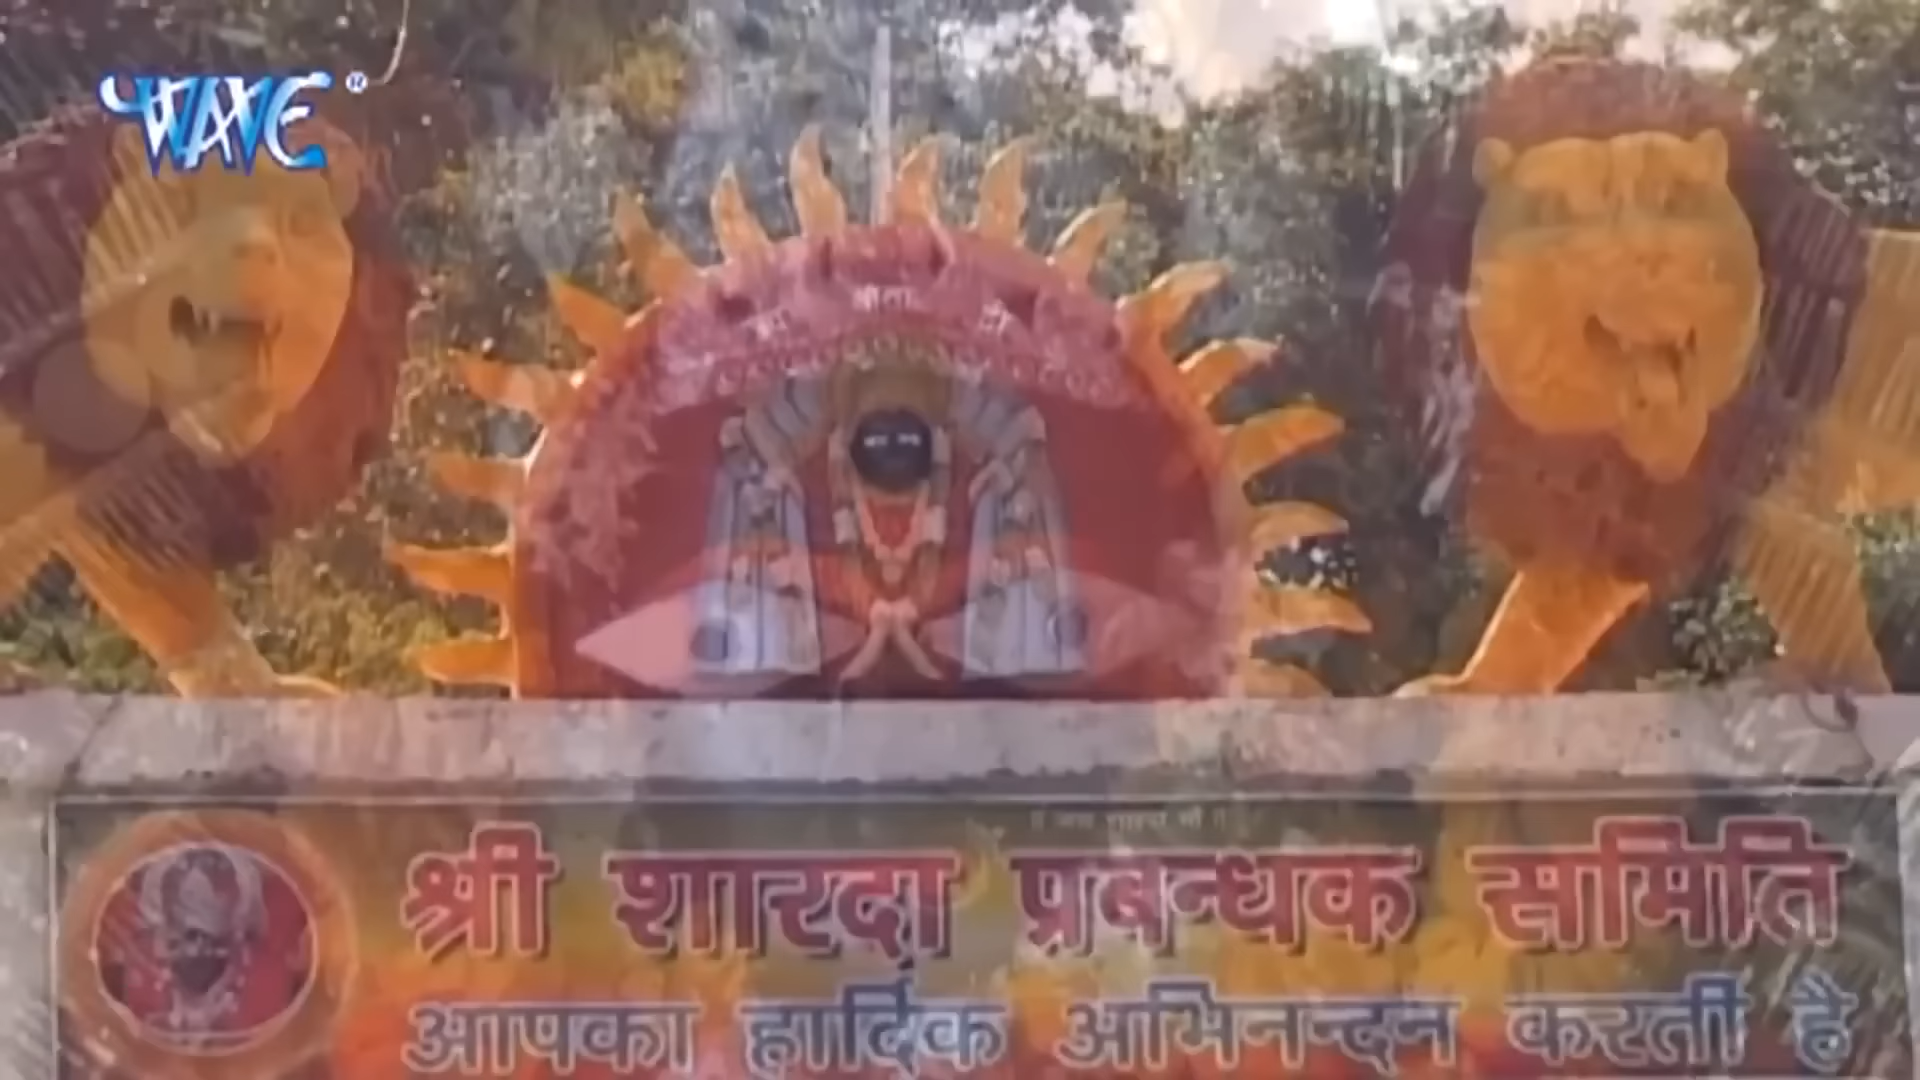 WAVE ®
माता
श्री शारदा प्रबन्धक समिति
आपका हार्दिक अभिनन्दन करती है